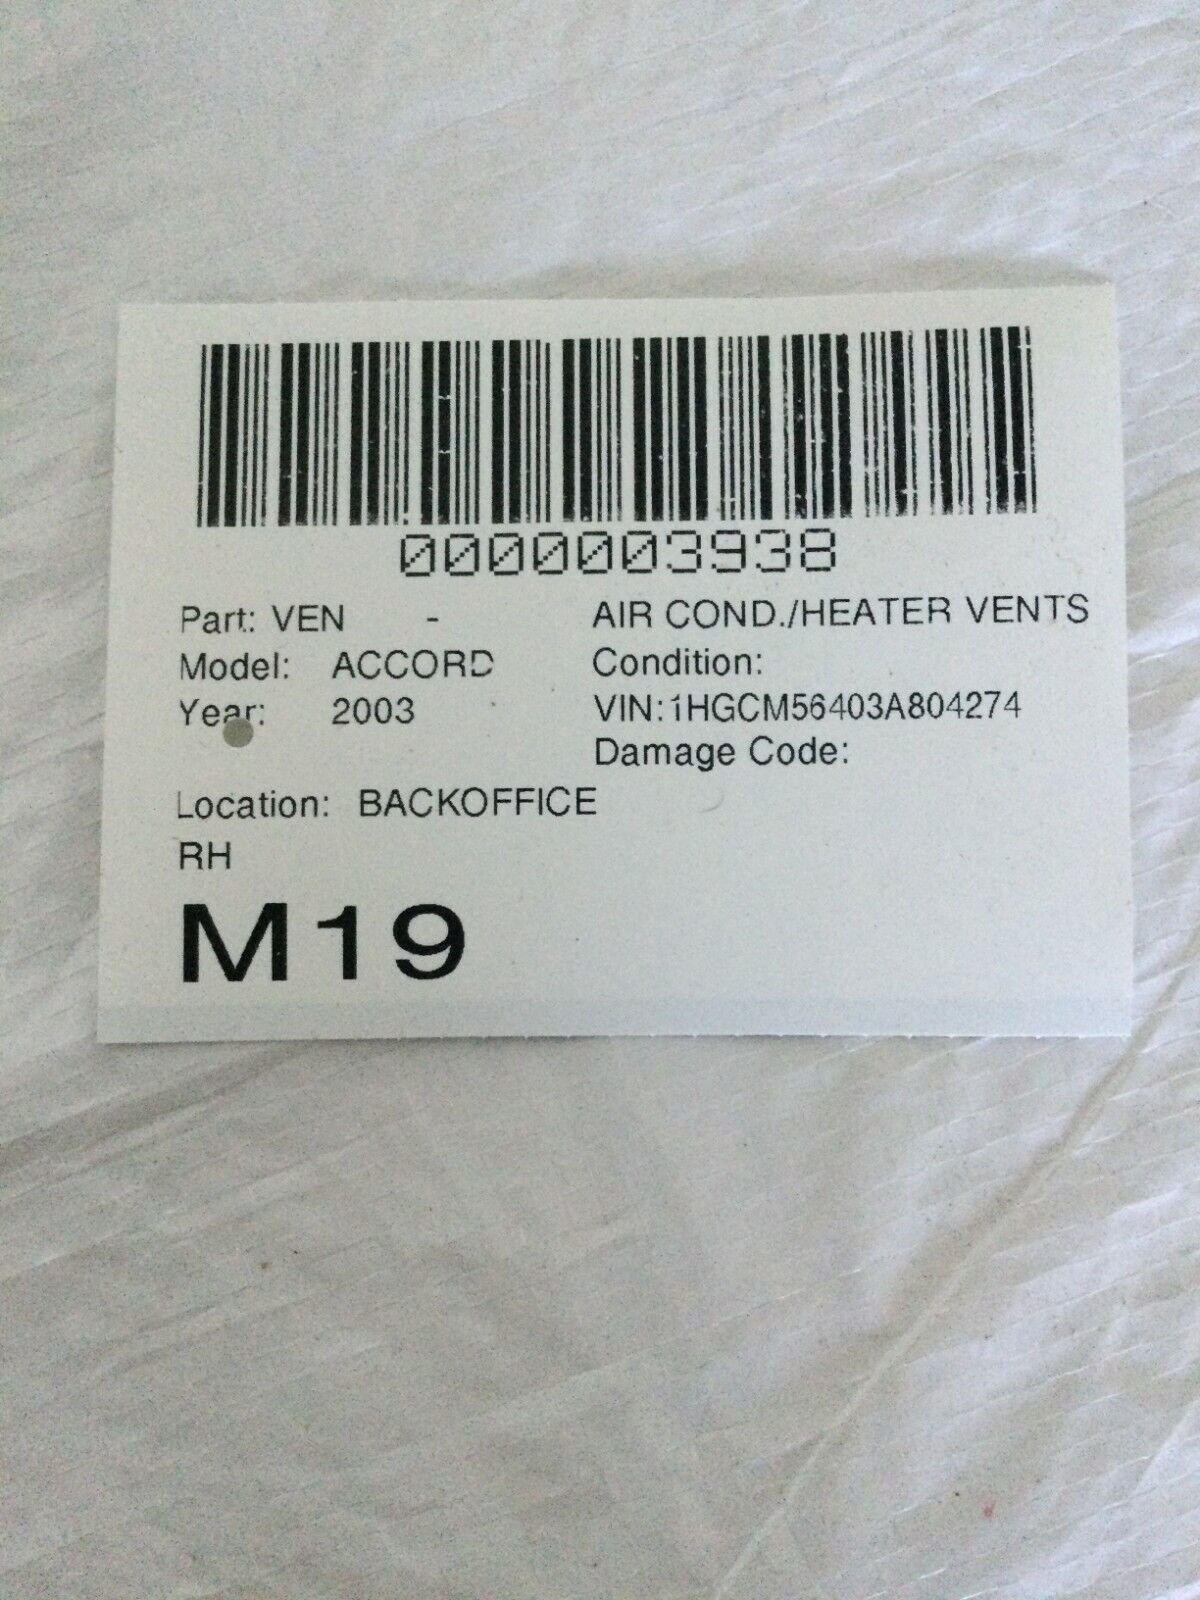 0000003938
Part: VEN - AIR COND./HEATER VENTS
Model: ACCORD Condition:
Year: 2003 VIN:1HGCM56403A804274
Damage Code:
Location: BACKOFFICE
RH
M19